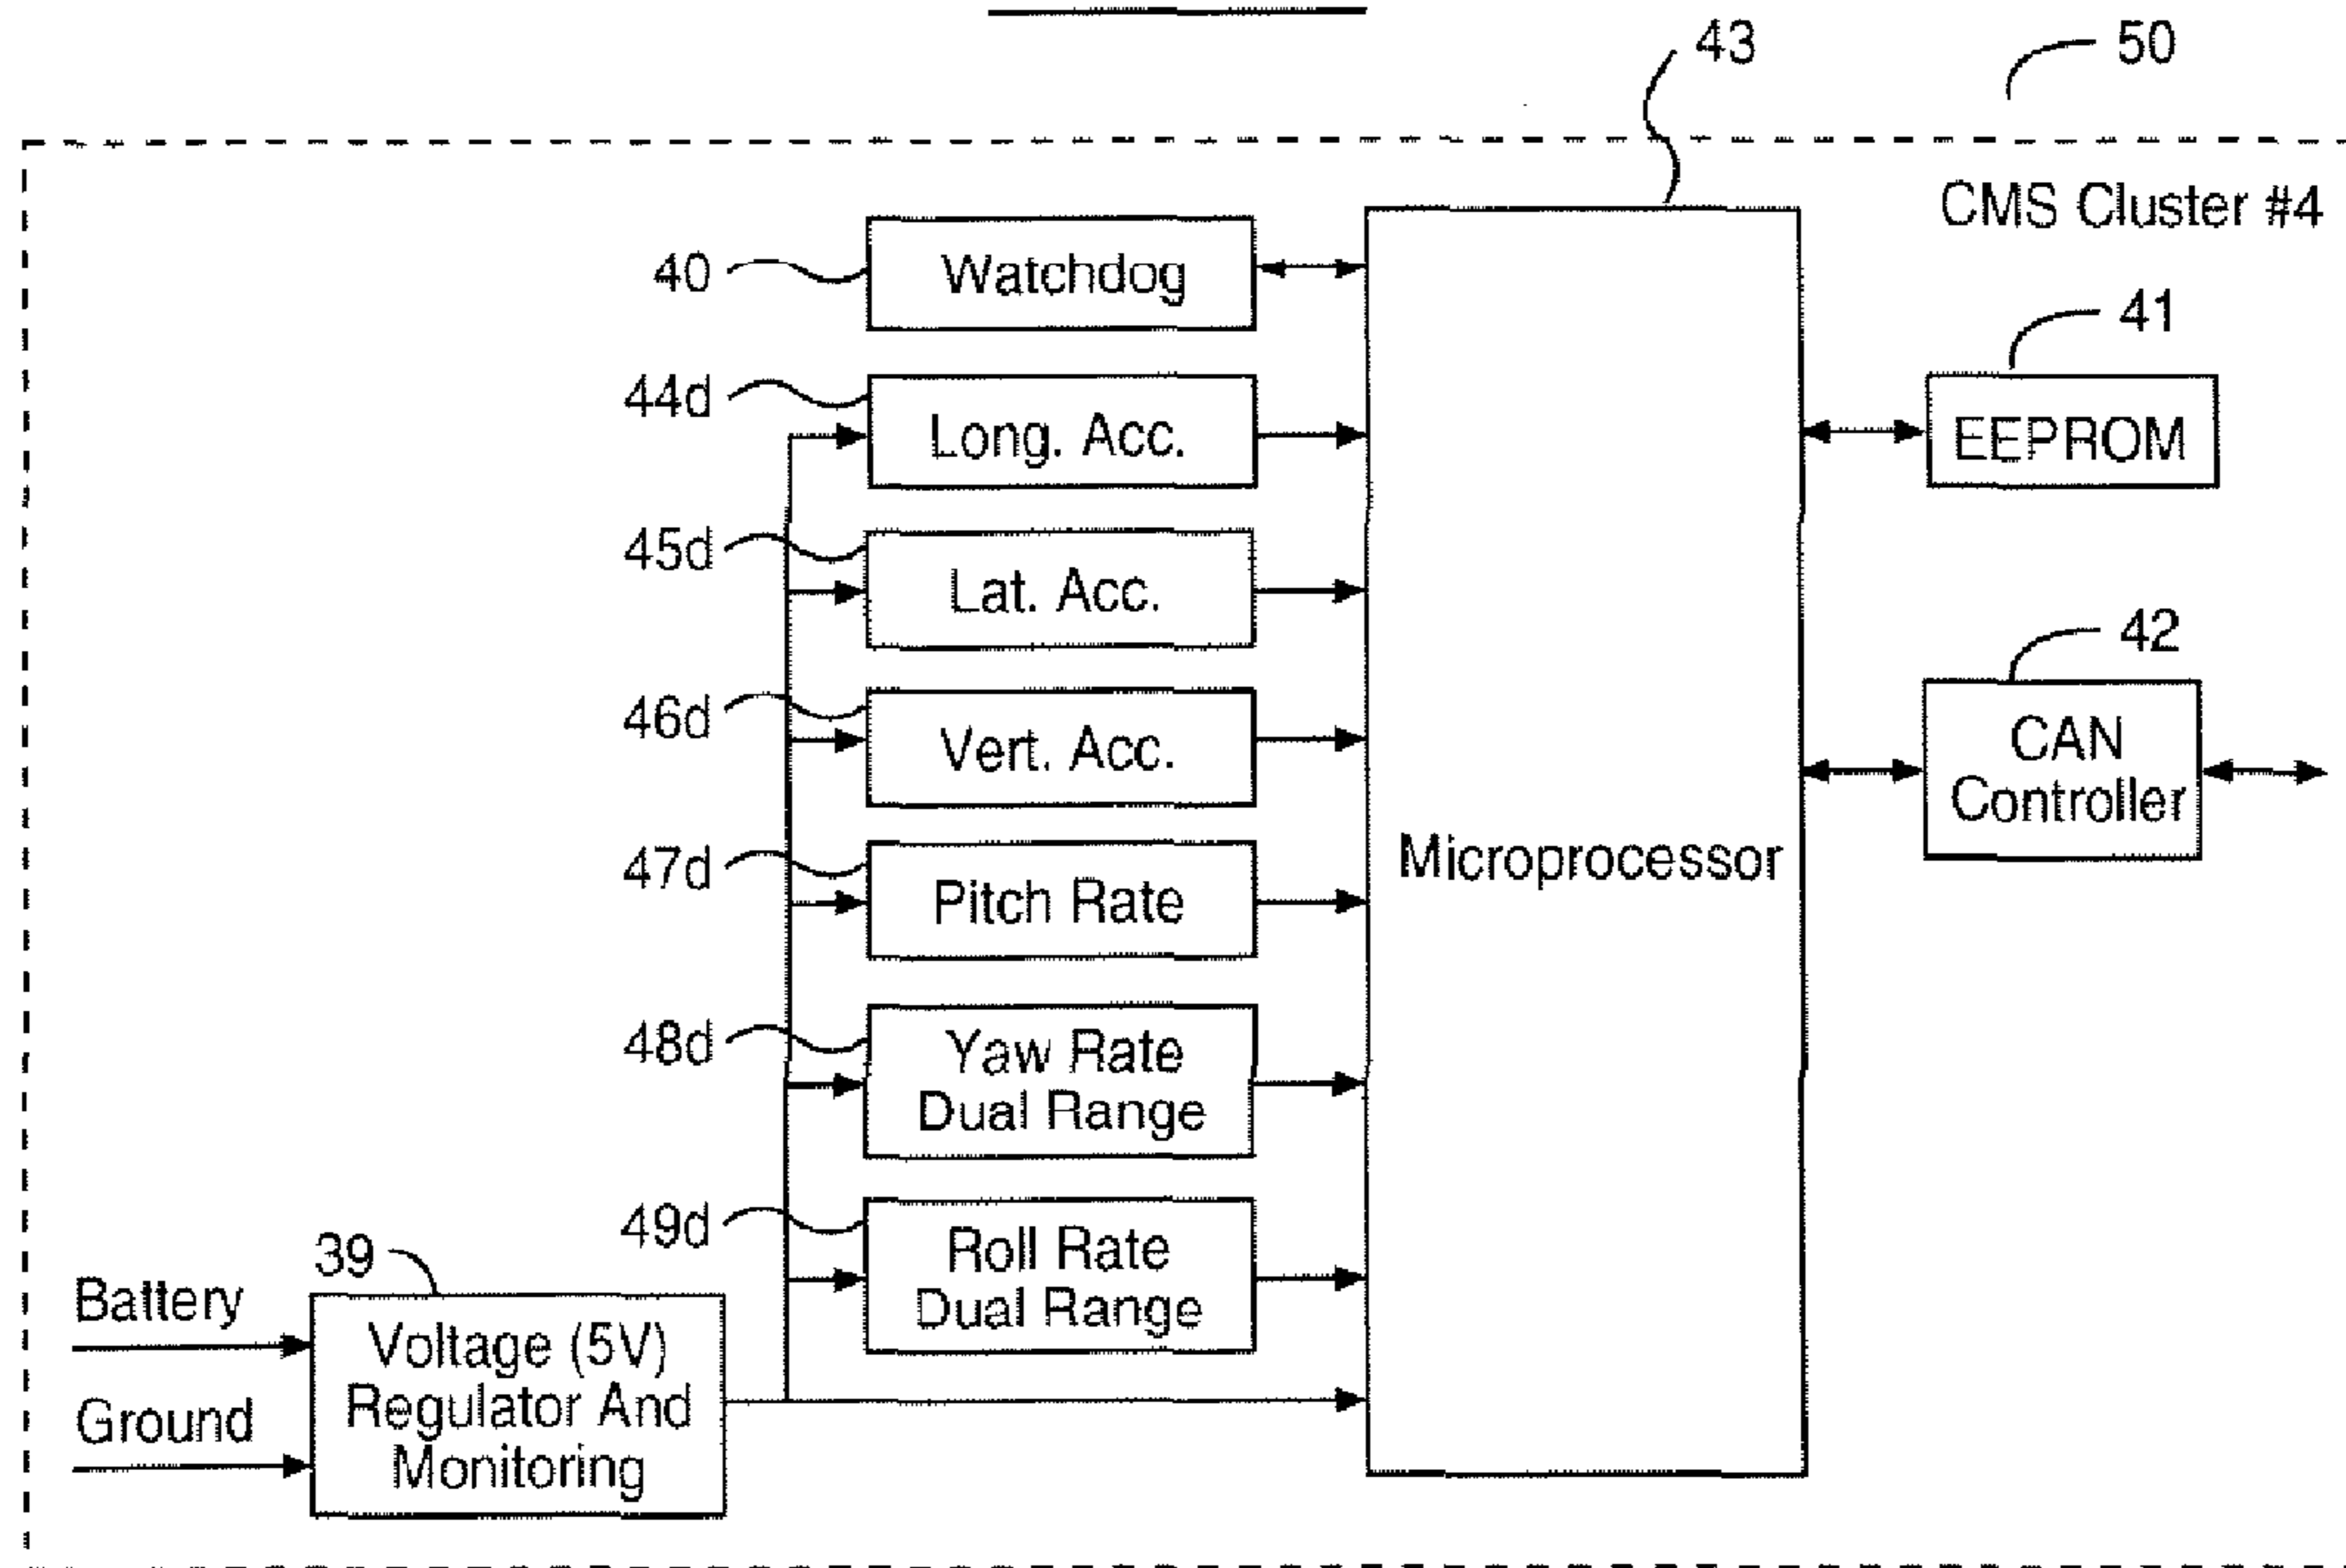 43
50
CMS Cluster #4
40
Watchdog
41
44d
Long. Acc.
EEPROM
45d
Lat. Acc.
42
46d
Vert. Acc.
CAN
Controller
47d
Pitch Rate
Microprocessor
48d
Yaw Rate
Dual Range
49d
Roll Rate
Dual Range
39
Battery
Ground
Voltage (5V)
Regulator And
Monitoring